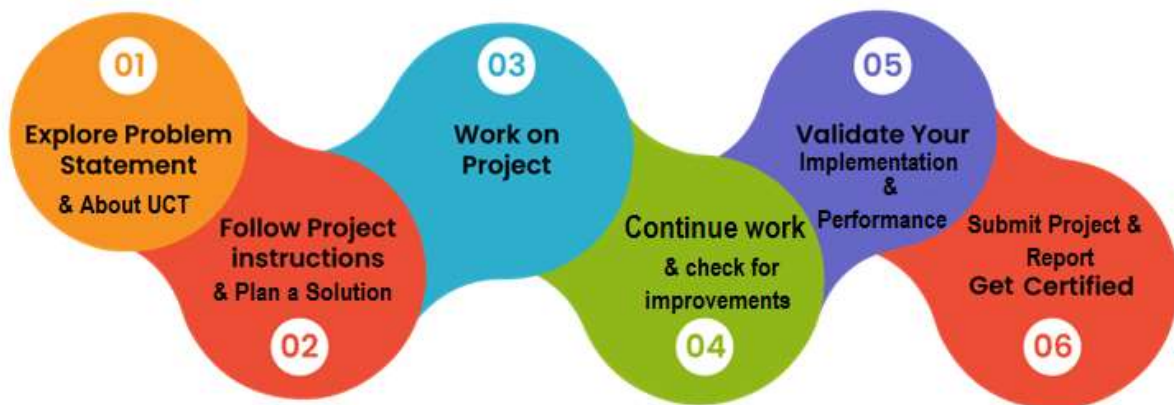 01
Explore Problem
Statement
& About UCT
Follow Project
instructions
& Plan a Solution
02
03
Work on
Project
Continue work
& check for
improvements
04
05
Validate Your
Implementation
&
Performance
Submit Project &
Report
Get Certified
06